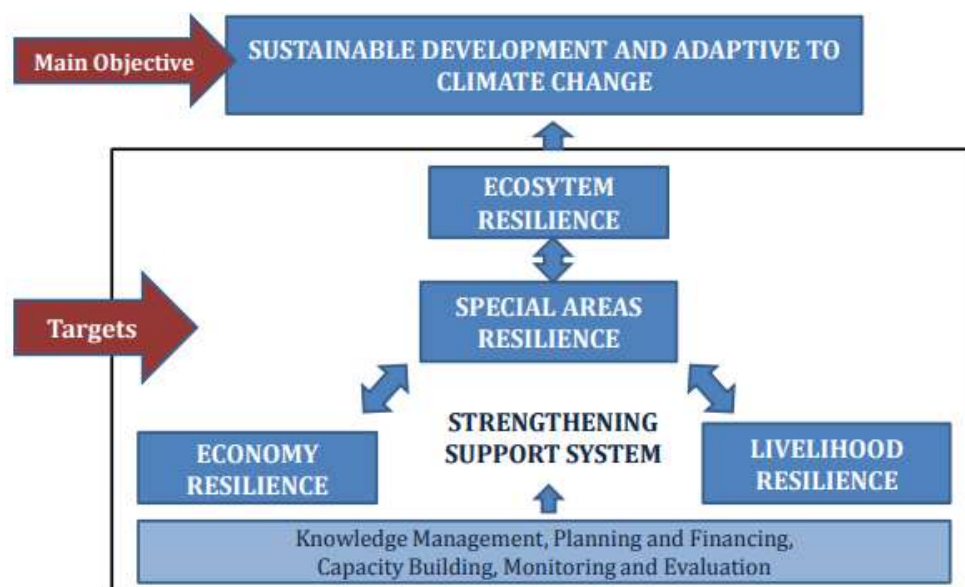 Main Objective
SUSTAINABLE DEVELOPMENT AND ADAPTIVE TO
CLIMATE CHANGE
ECOSYTEM
RESILIENCE
Targets
SPECIAL AREAS
RESILIENCE
STRENGTHENING
SUPPORT SYSTEM
ECONOMY
RESILIENCE
LIVELIHOOD
RESILIENCE
Knowledge Management, Planning and Financing,
Capacity Building, Monitoring and Evaluation